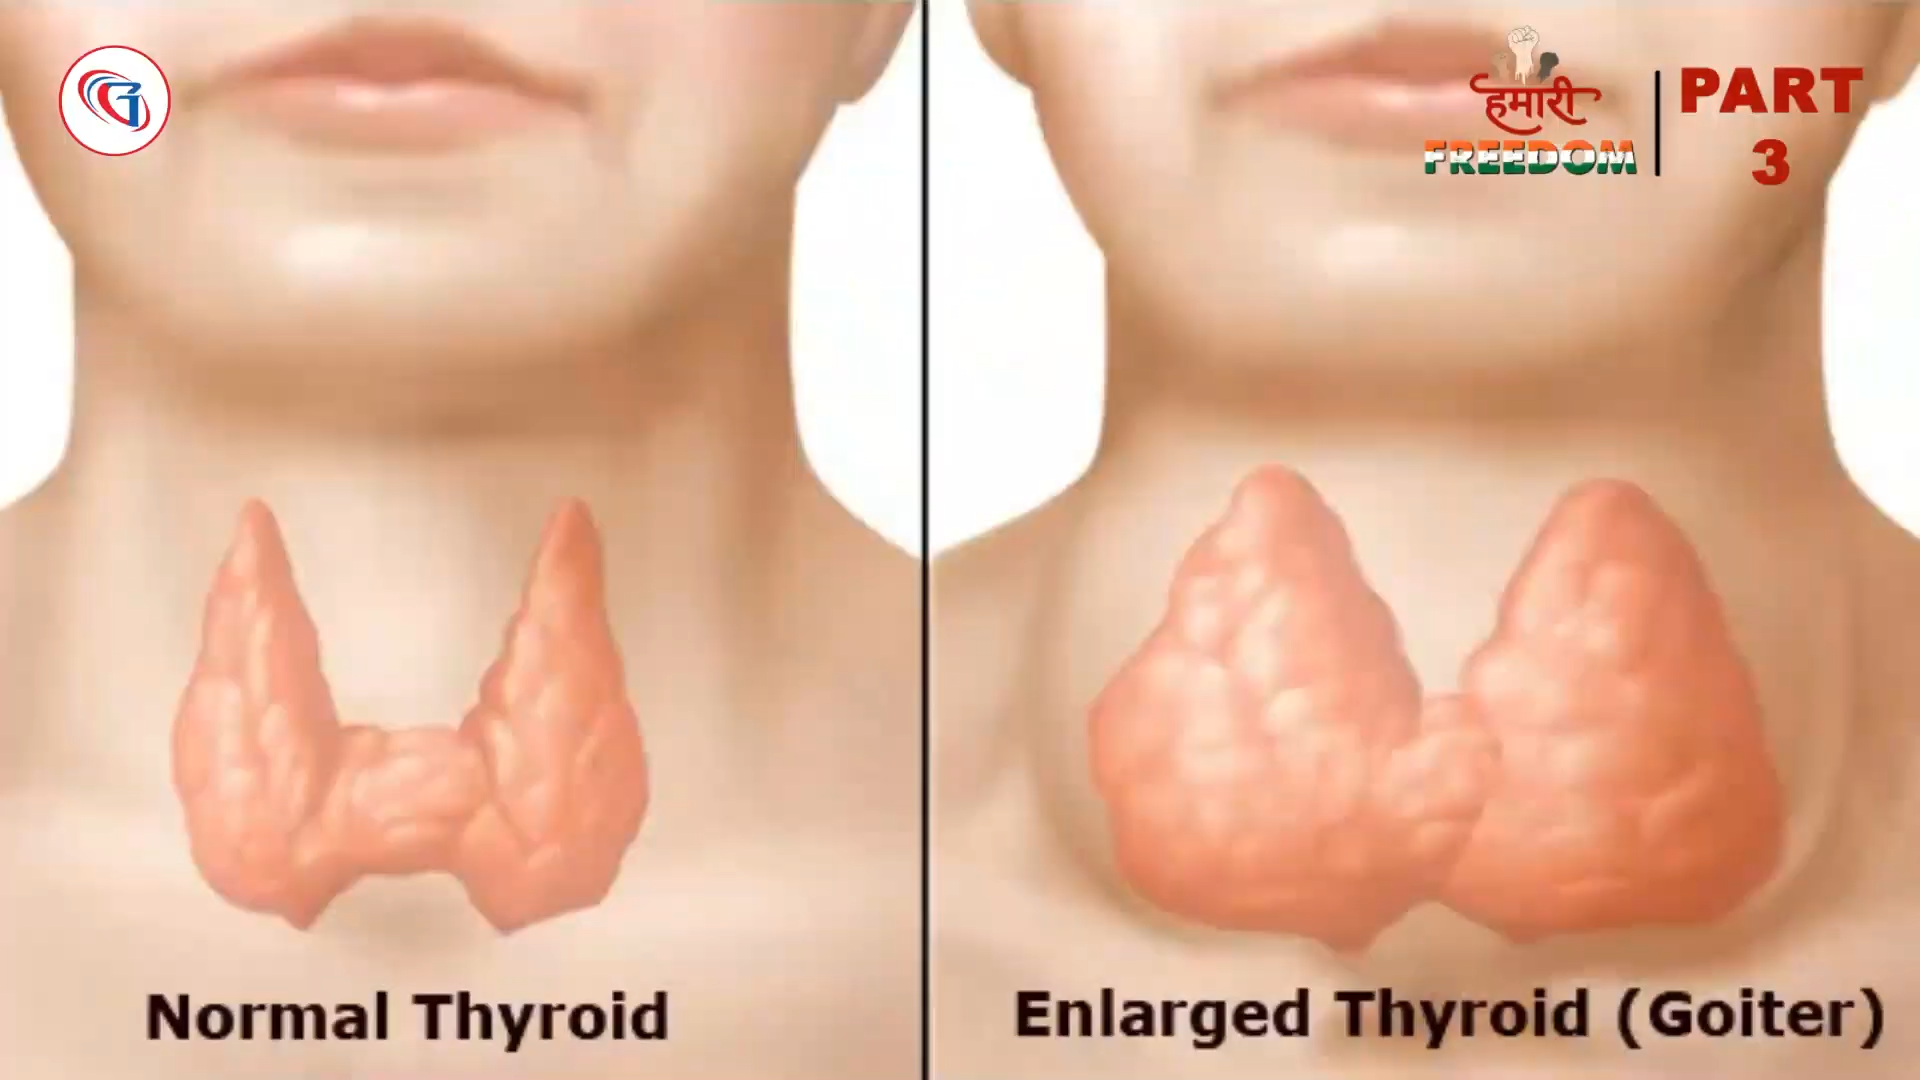 G
हमारी
FREEDOM
PART
3
Normal Thyroid
Enlarged Thyroid (Goiter)